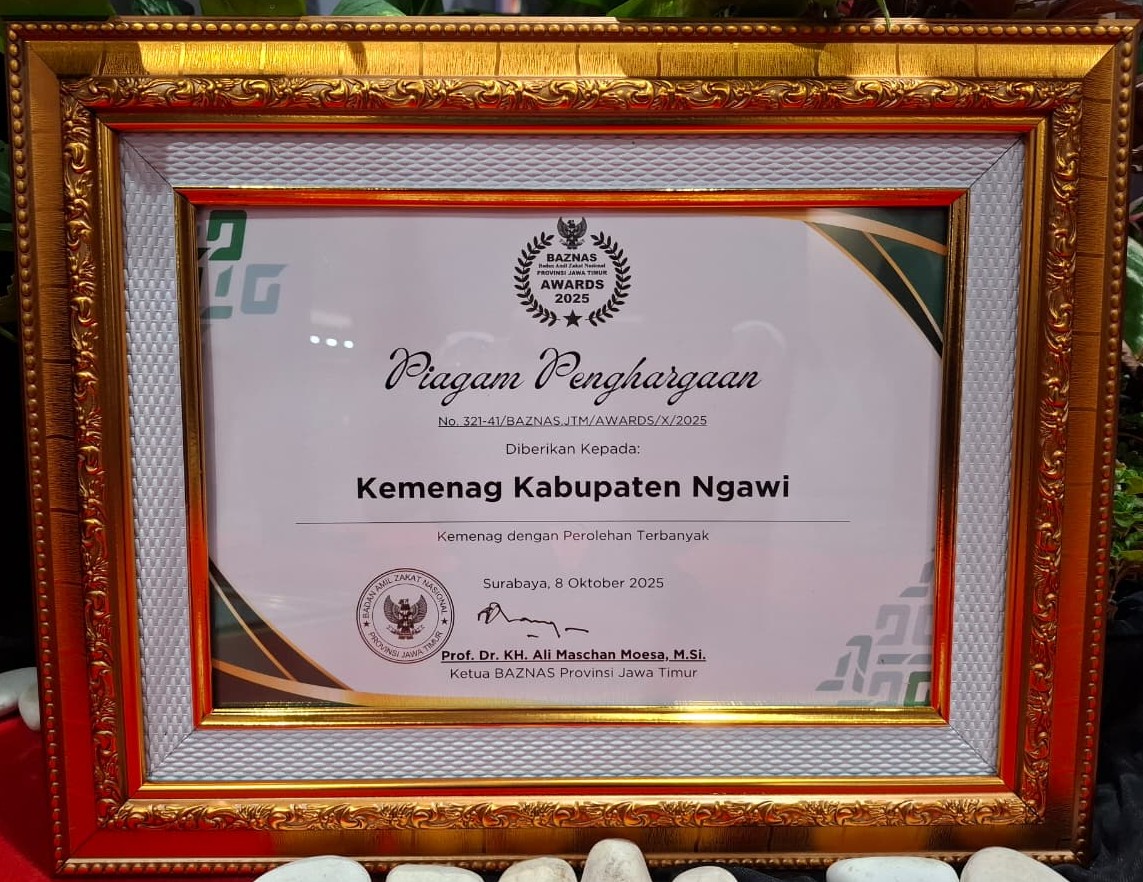 BAZNAS
Badan Amil Zakat Nasional
PROVINSI JAWA TIMUR
AWARDS
2025
Piagam Penghargaan
No. 321-41/BAZNAS.JTM/AWARDS/X/2025
Diberikan Kepada:
Kemenag Kabupaten Ngawi
Kemenag dengan Perolehan Terbanyak
Surabaya, 8 Oktober 2025
BADAN AMIL ZAKAT NASIONAL
PROVINSI JAWA TIMUR
Prof. Dr. KH. Ali Maschan Moesa, M.Si.
Ketua BAZNAS Provinsi Jawa Timur